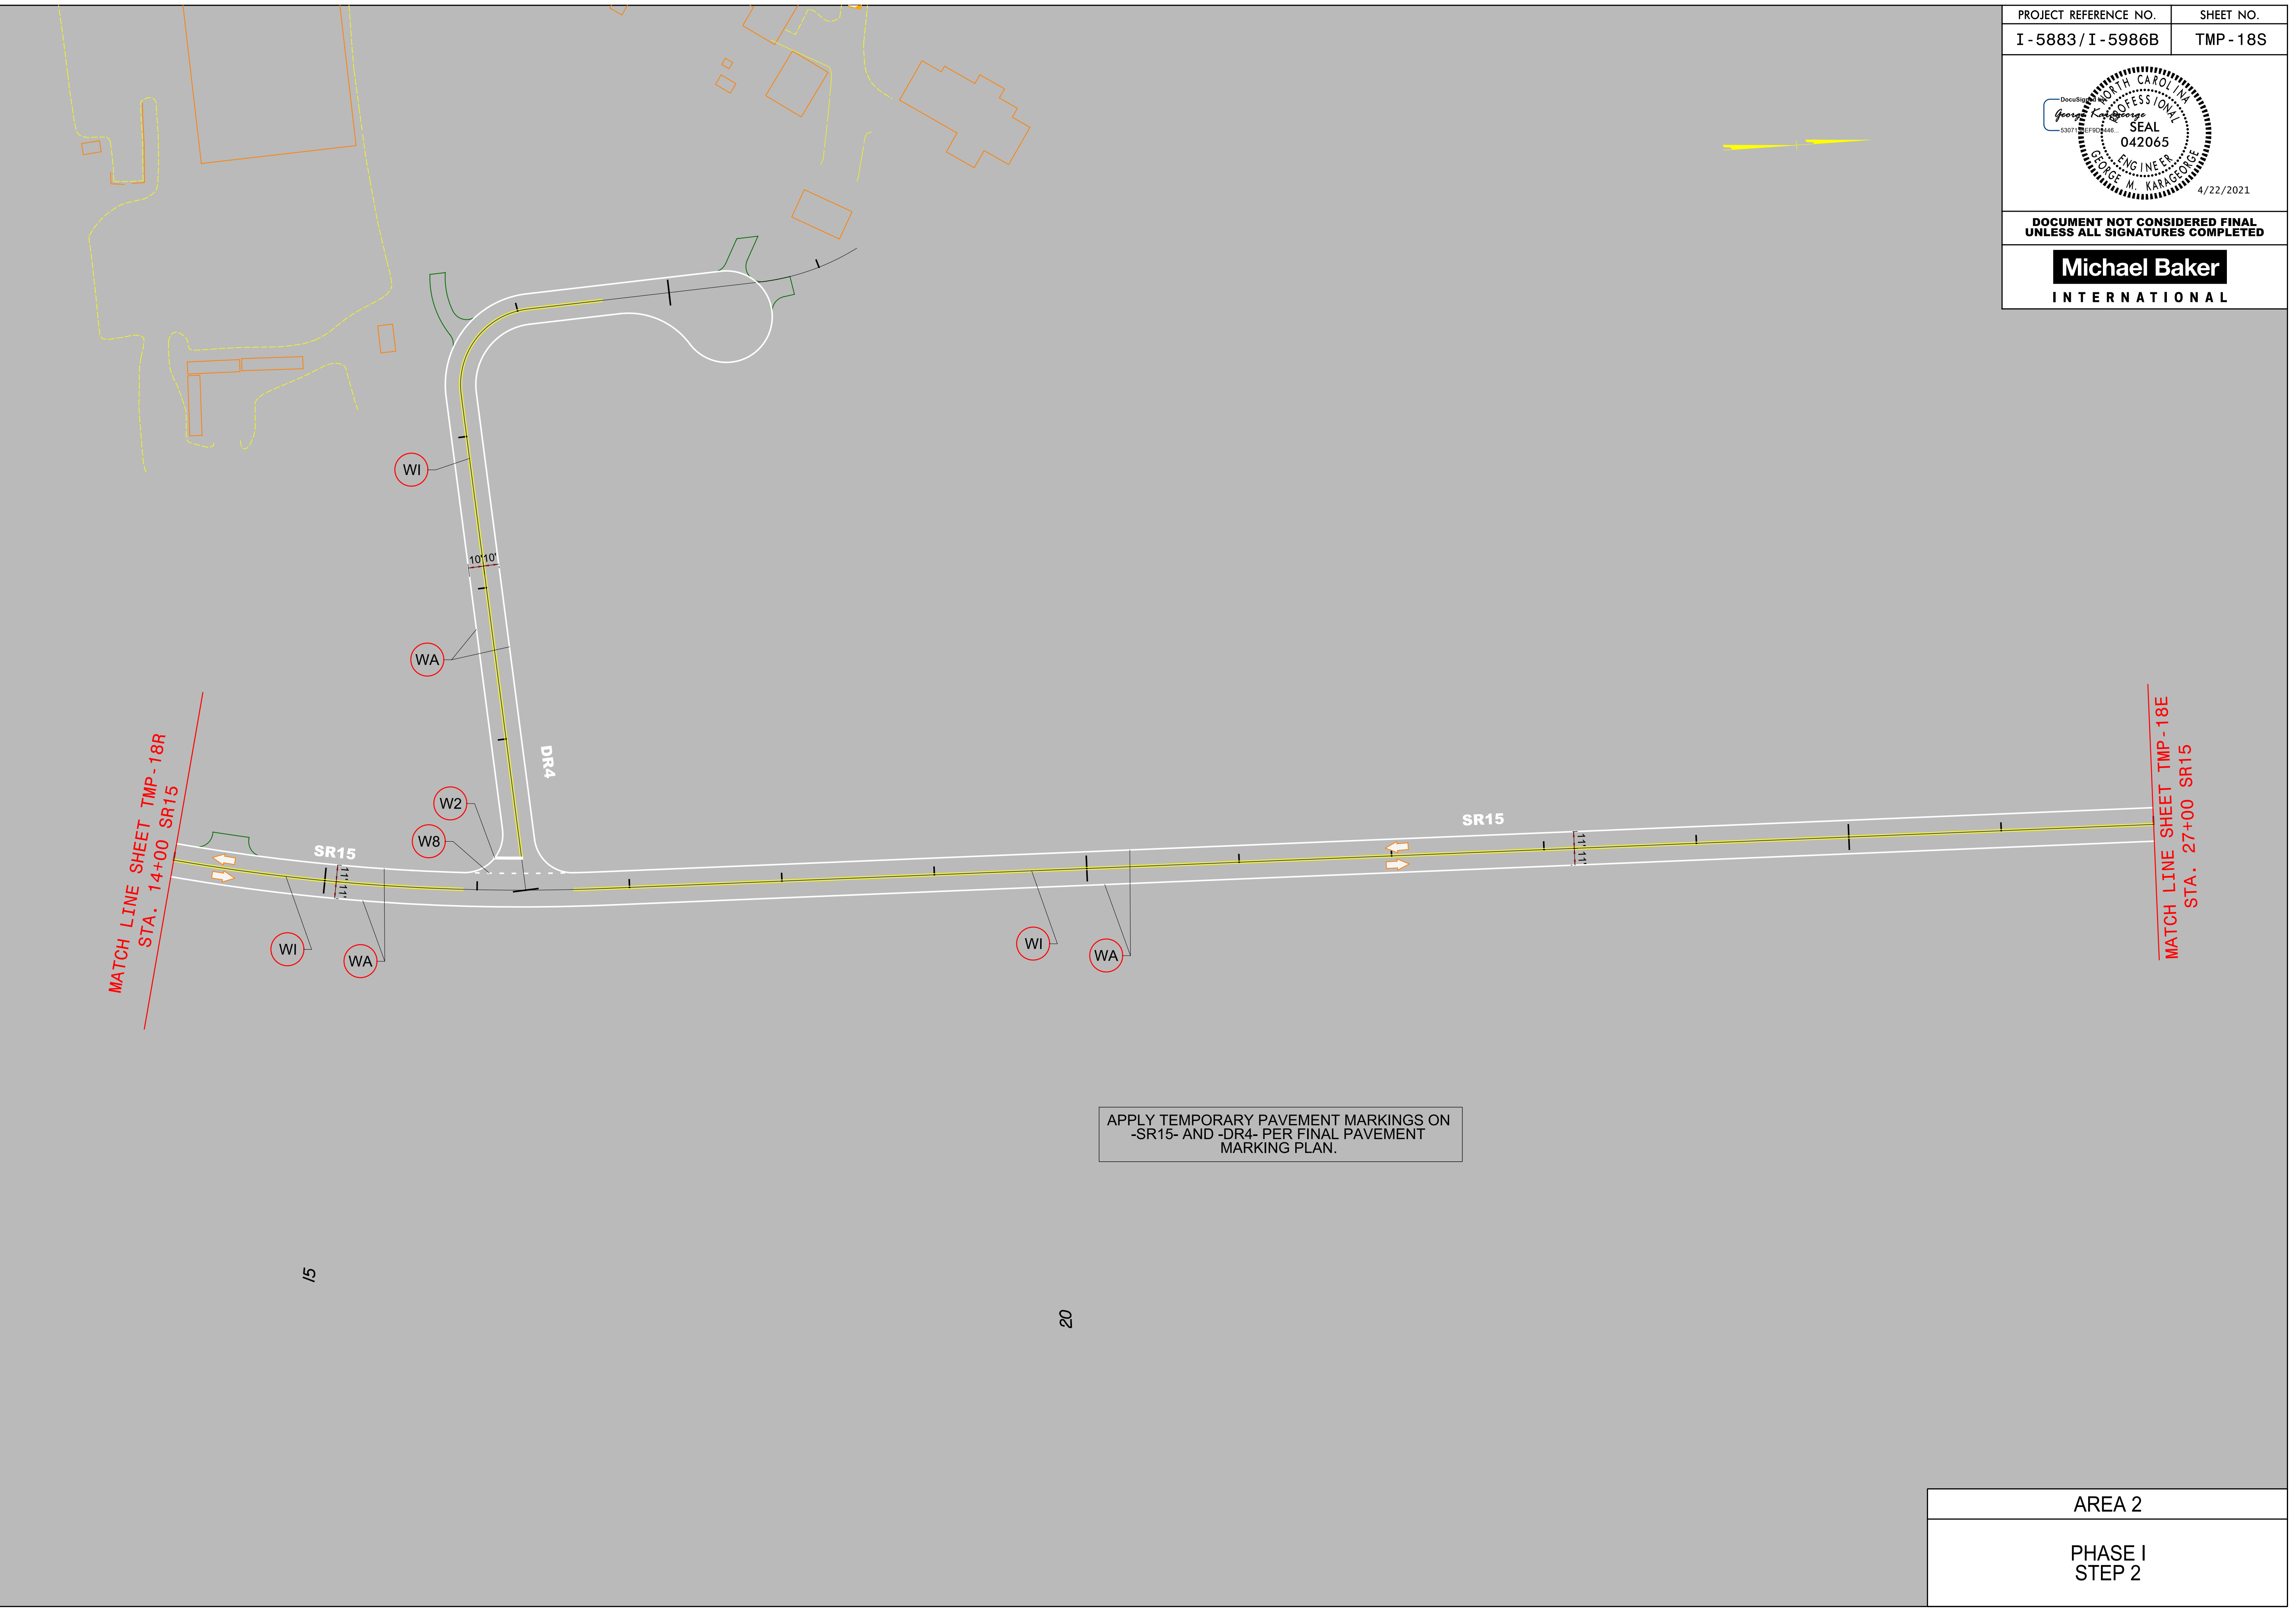 PROJECT REFERENCE NO.
SHEET NO.
I-5883/I-5986B
TMP-18S
NORTH CAROLINA
PROFESSIONAL
SEAL
042065
ENGINEER
GEORGE M. KARAGEORGE
George Karageorge
4/22/2021
DOCUMENT NOT CONSIDERED FINAL
UNLESS ALL SIGNATURES COMPLETED
Michael Baker
INTERNATIONAL
WI
10' 10'
WA
DR4
W2
W8
MATCH LINE SHEET TMP-18R
STA. 14+00 SR15
SR15
11' 11'
WI
WA
SR15
11' 11'
WI
WA
MATCH LINE SHEET TMP-18E
STA. 27+00 SR15
APPLY TEMPORARY PAVEMENT MARKINGS ON
-SR15- AND -DR4- PER FINAL PAVEMENT
MARKING PLAN.
15
20
AREA 2
PHASE I
STEP 2